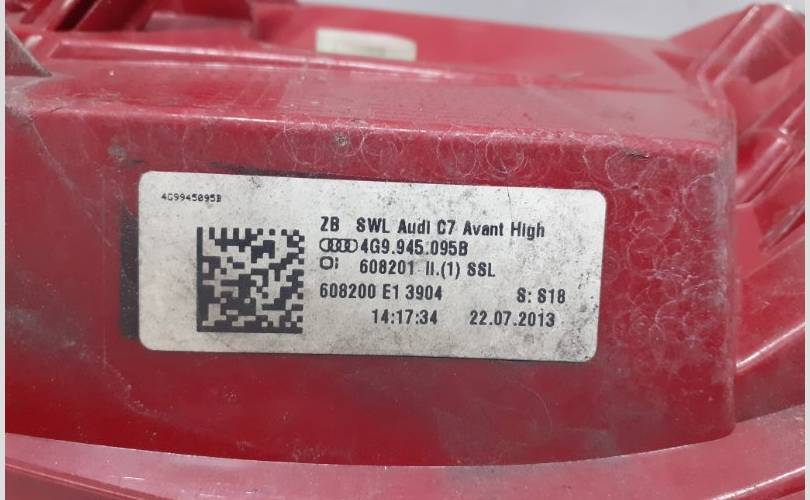 4G9945095B
ZB SWL Audi C7 Avant High
4G9.945.095B
608201 II.(1) SSL
608200 E1 3904 S: S18
14:17:34 22.07.2013